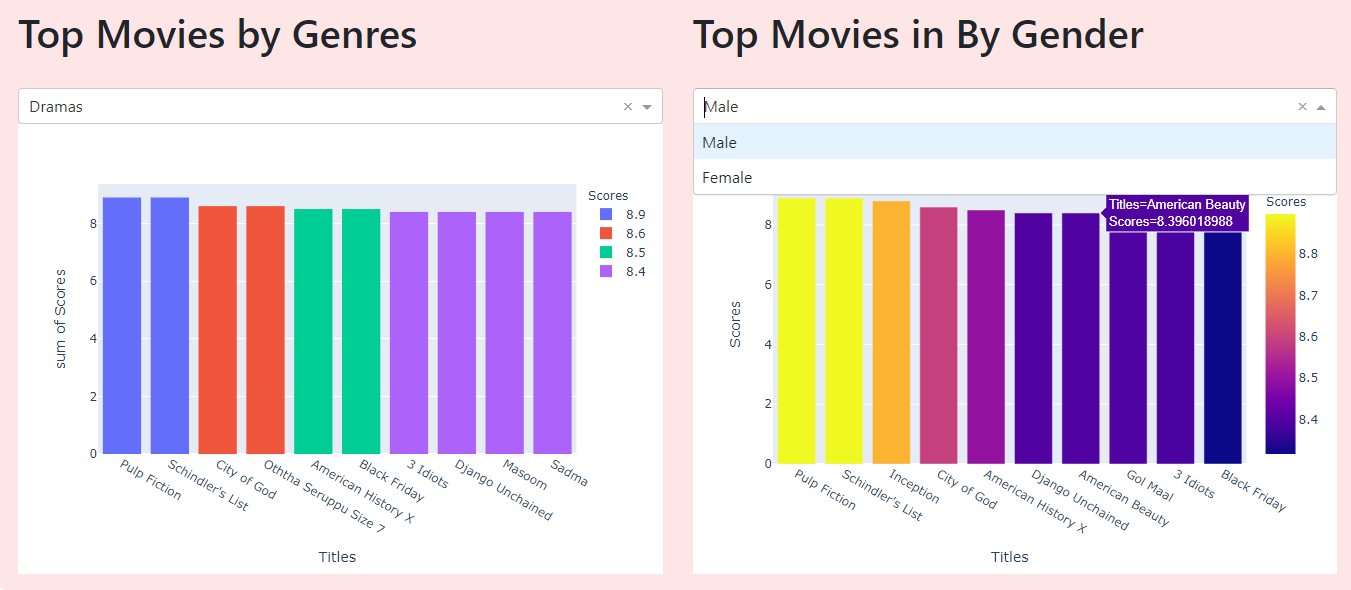 Top Movies by Genres
Dramas
Scores
8.9
8.6
8.5
8.4
sum of Scores
8
6
4
2
0
Pulp Fiction
Schindler's List
City of God
Oththa Seruppu Size 7
American History X
Black Friday
3 Idiots
Django Unchained
Masoom
Sadma
Titles
Top Movies in By Gender
Male
Male
Female
Titles=American Beauty
Scores=8.396018988
Scores
8.8
8.7
8.6
8.5
8.4
Scores
8
6
4
2
0
Pulp Fiction
Schindler's List
Inception
City of God
American History X
Django Unchained
American Beauty
Gol Maal
3 Idiots
Black Friday
Titles